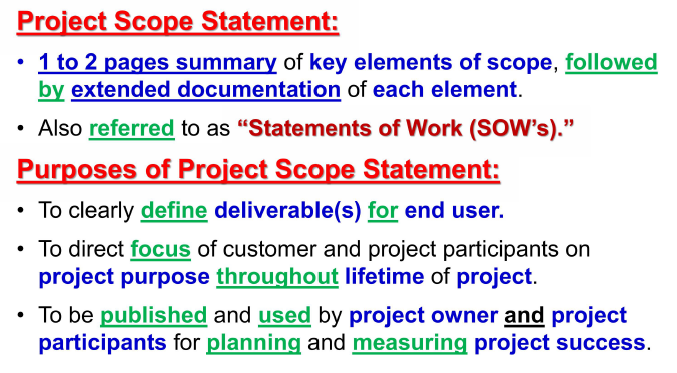 Project Scope Statement:
• 1 to 2 pages summary of key elements of scope, followed
by extended documentation of each element.
• Also referred to as “Statements of Work (SOW’s).”
Purposes of Project Scope Statement:
• To clearly define deliverable(s) for end user.
• To direct focus of customer and project participants on
project purpose throughout lifetime of project.
• To be published and used by project owner and project
participants for planning and measuring project success.